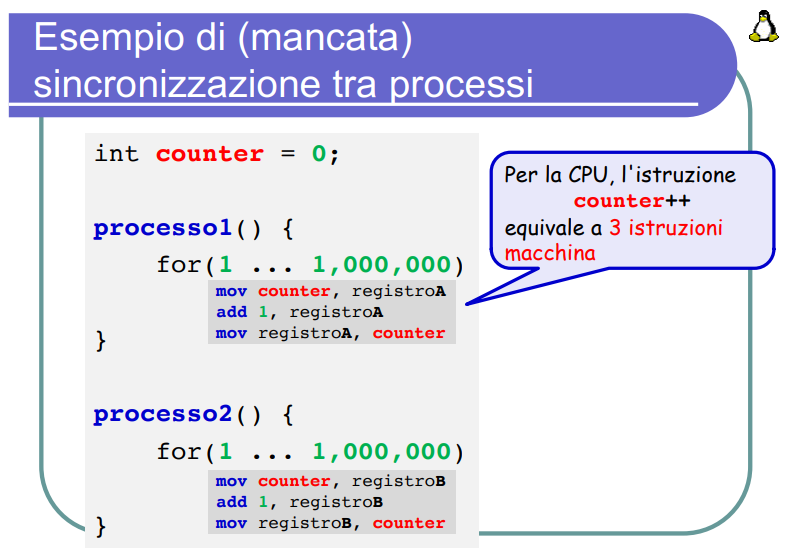 Esempio di (mancata)
sincronizzazione tra processi
int counter = 0;
processo1() {
for(1 ... 1,000,000)
mov counter, registroA
add 1, registroA
mov registroA, counter
}
processo2() {
for(1 ... 1,000,000)
mov counter, registroB
add 1, registroB
mov registroB, counter
}
Per la CPU, l'istruzione
counter++
equivale a 3 istruzioni
macchina